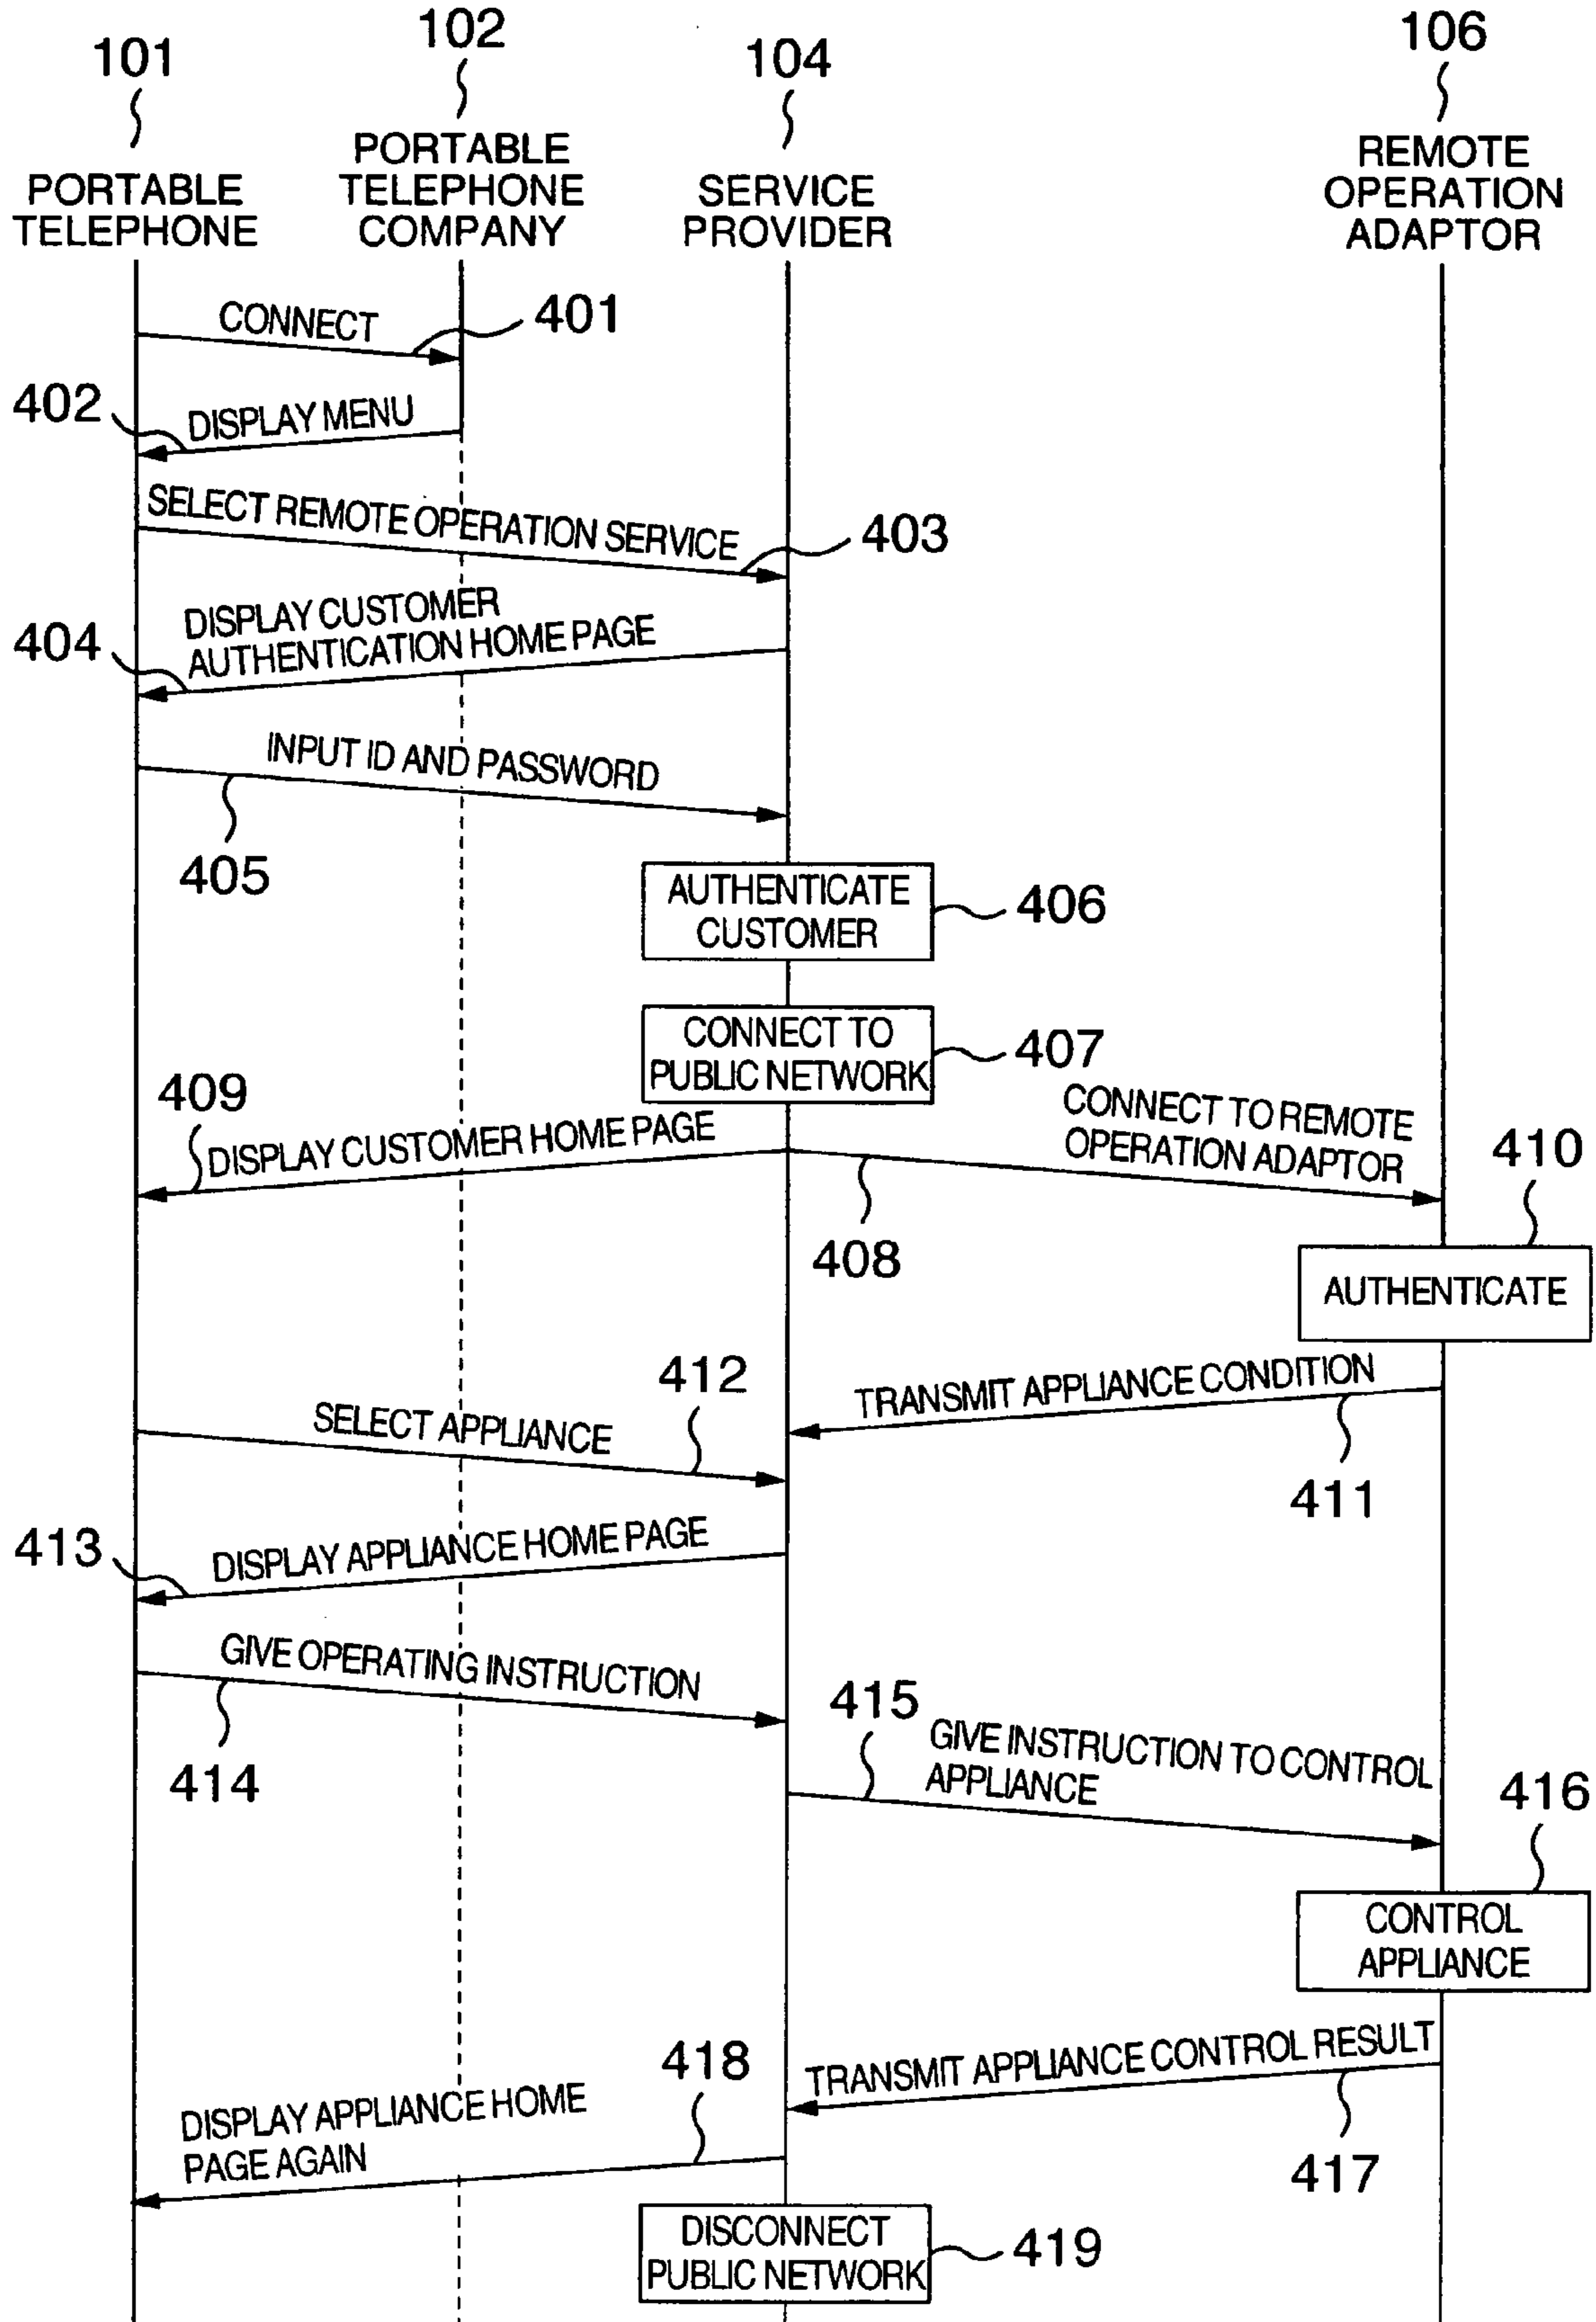 101
102
104
106
PORTABLE
TELEPHONE
PORTABLE
TELEPHONE
COMPANY
SERVICE
PROVIDER
REMOTE
OPERATION
ADAPTOR
CONNECT
401
402
DISPLAY MENU
SELECT REMOTE OPERATION SERVICE
403
404
DISPLAY CUSTOMER
AUTHENTICATION HOME PAGE
INPUT ID AND PASSWORD
405
AUTHENTICATE
CUSTOMER
406
CONNECT TO
PUBLIC NETWORK
407
409
DISPLAY CUSTOMER HOME PAGE
CONNECT TO REMOTE
OPERATION ADAPTOR
408
410
AUTHENTICATE
412
SELECT APPLIANCE
TRANSMIT APPLIANCE CONDITION
411
413
DISPLAY APPLIANCE HOME PAGE
GIVE OPERATING INSTRUCTION
414
415
GIVE INSTRUCTION TO CONTROL
APPLIANCE
416
CONTROL
APPLIANCE
418
TRANSMIT APPLIANCE CONTROL RESULT
417
DISPLAY APPLIANCE HOME
PAGE AGAIN
DISCONNECT
PUBLIC NETWORK
419